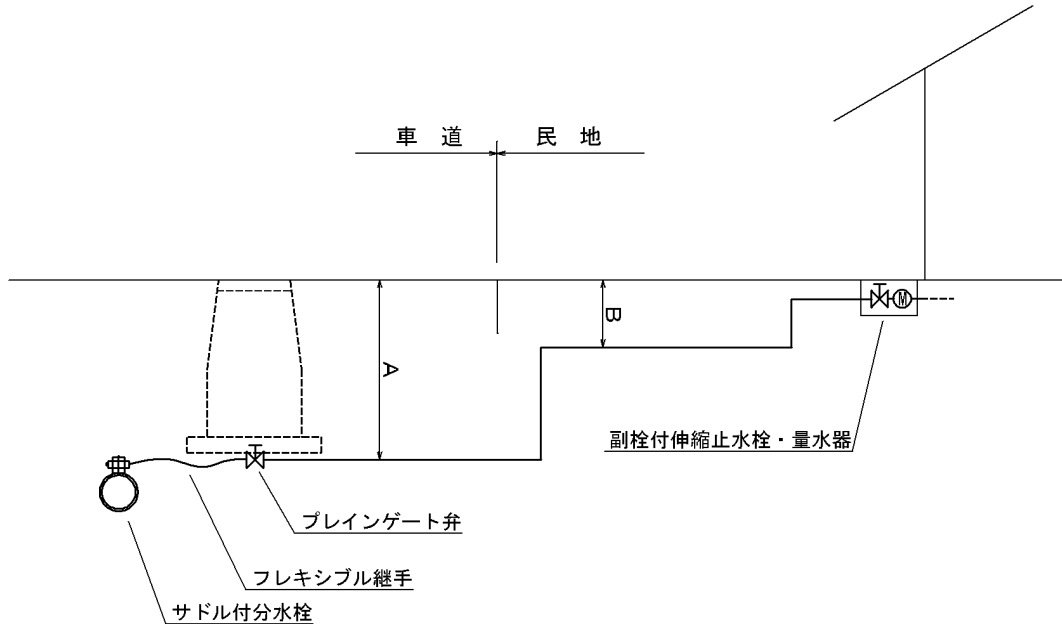 車 道
民 地
B
A
M
副栓付伸縮止水栓・量水器
プレインゲート弁
フレキシブル継手
サドル付分水栓